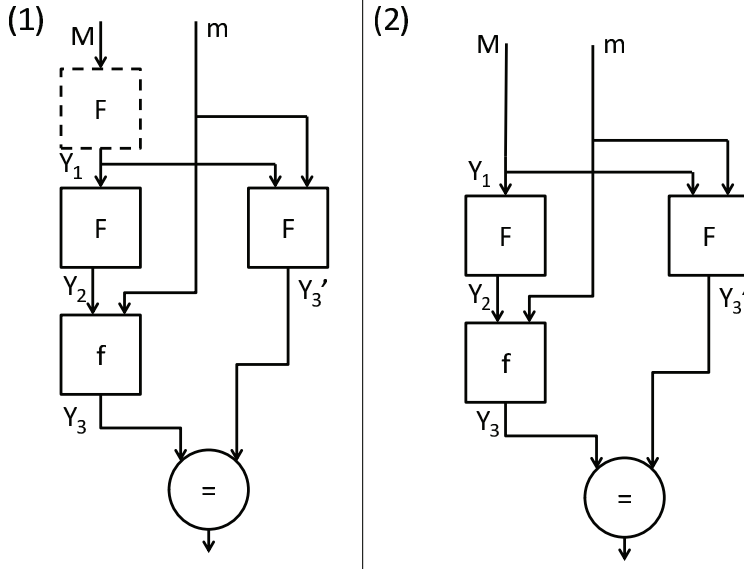 (1)
M
m
F
Y1
F
F
Y2
Y3’
f
Y3
=
(2)
M
m
Y1
F
F
Y2
Y3’
f
Y3
=